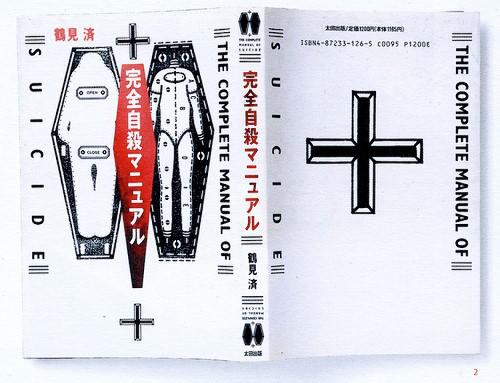 鶴見 済
SUICIDE
OPEN
CLOSE
完全自殺マニュアル
THE COMPLETE MANUAL OF
THE COMPLETE
MANUAL OF
SUICIDE
完全自殺マニュアル
鶴見 済
太田出版
SUICIDE
太田出版/定価1200円(本体1165円)
ISBN4-87233-126-5 C0095 P1200E
THE COMPLETE MANUAL OF
2